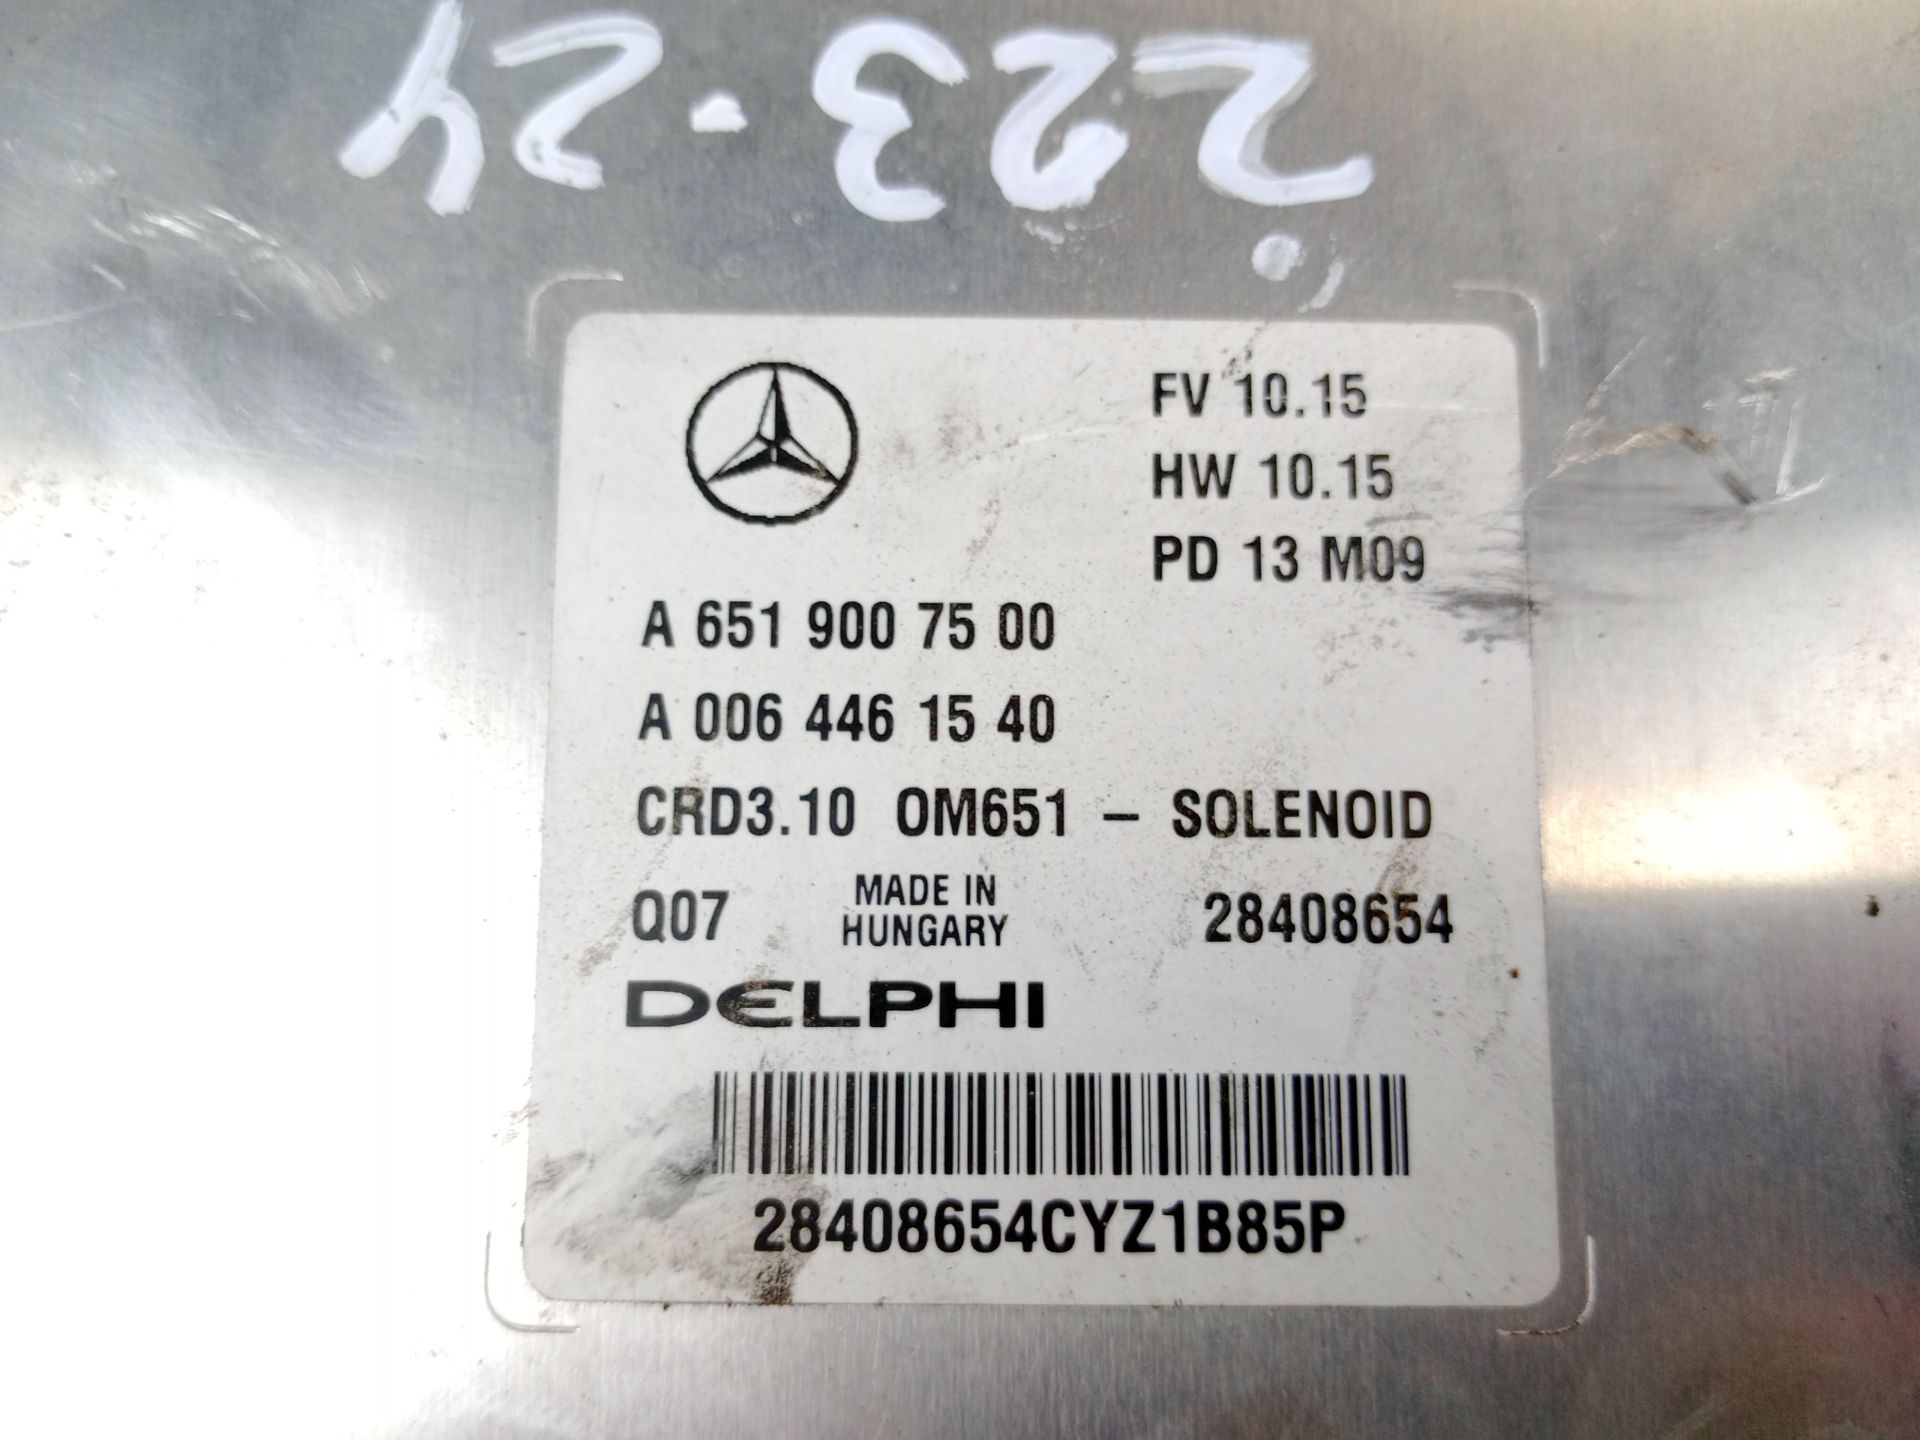 223-24
FV 10.15
HW 10.15
PD 13 M09
A 651 900 75 00
A 006 446 15 40
CRD3.10 OM651 – SOLENOID
Q07 MADE IN HUNGARY 28408654
DELPHI
28408654CYZ1B85P